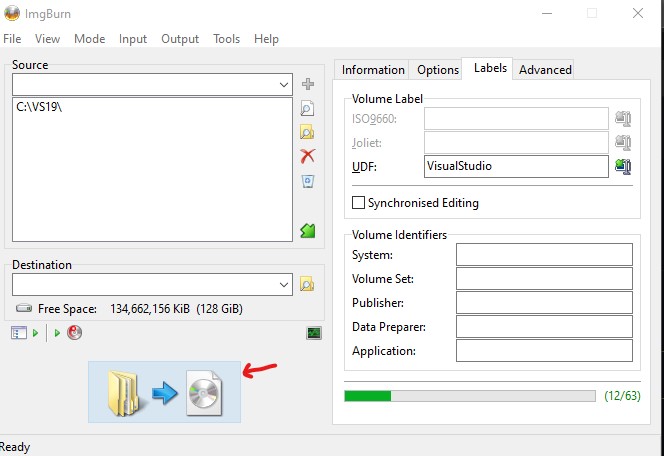 ImgBurn
File View Mode Input Output Tools Help
Source
C:\VS19\
Destination
Free Space: 134,662,156 KiB (128 GiB)
Information Options Labels Advanced
Volume Label
ISO9660:
Joliet:
UDF: VisualStudio
Synchronised Editing
Volume Identifiers
System:
Volume Set:
Publisher:
Data Preparer:
Application:
(12/63)
Ready